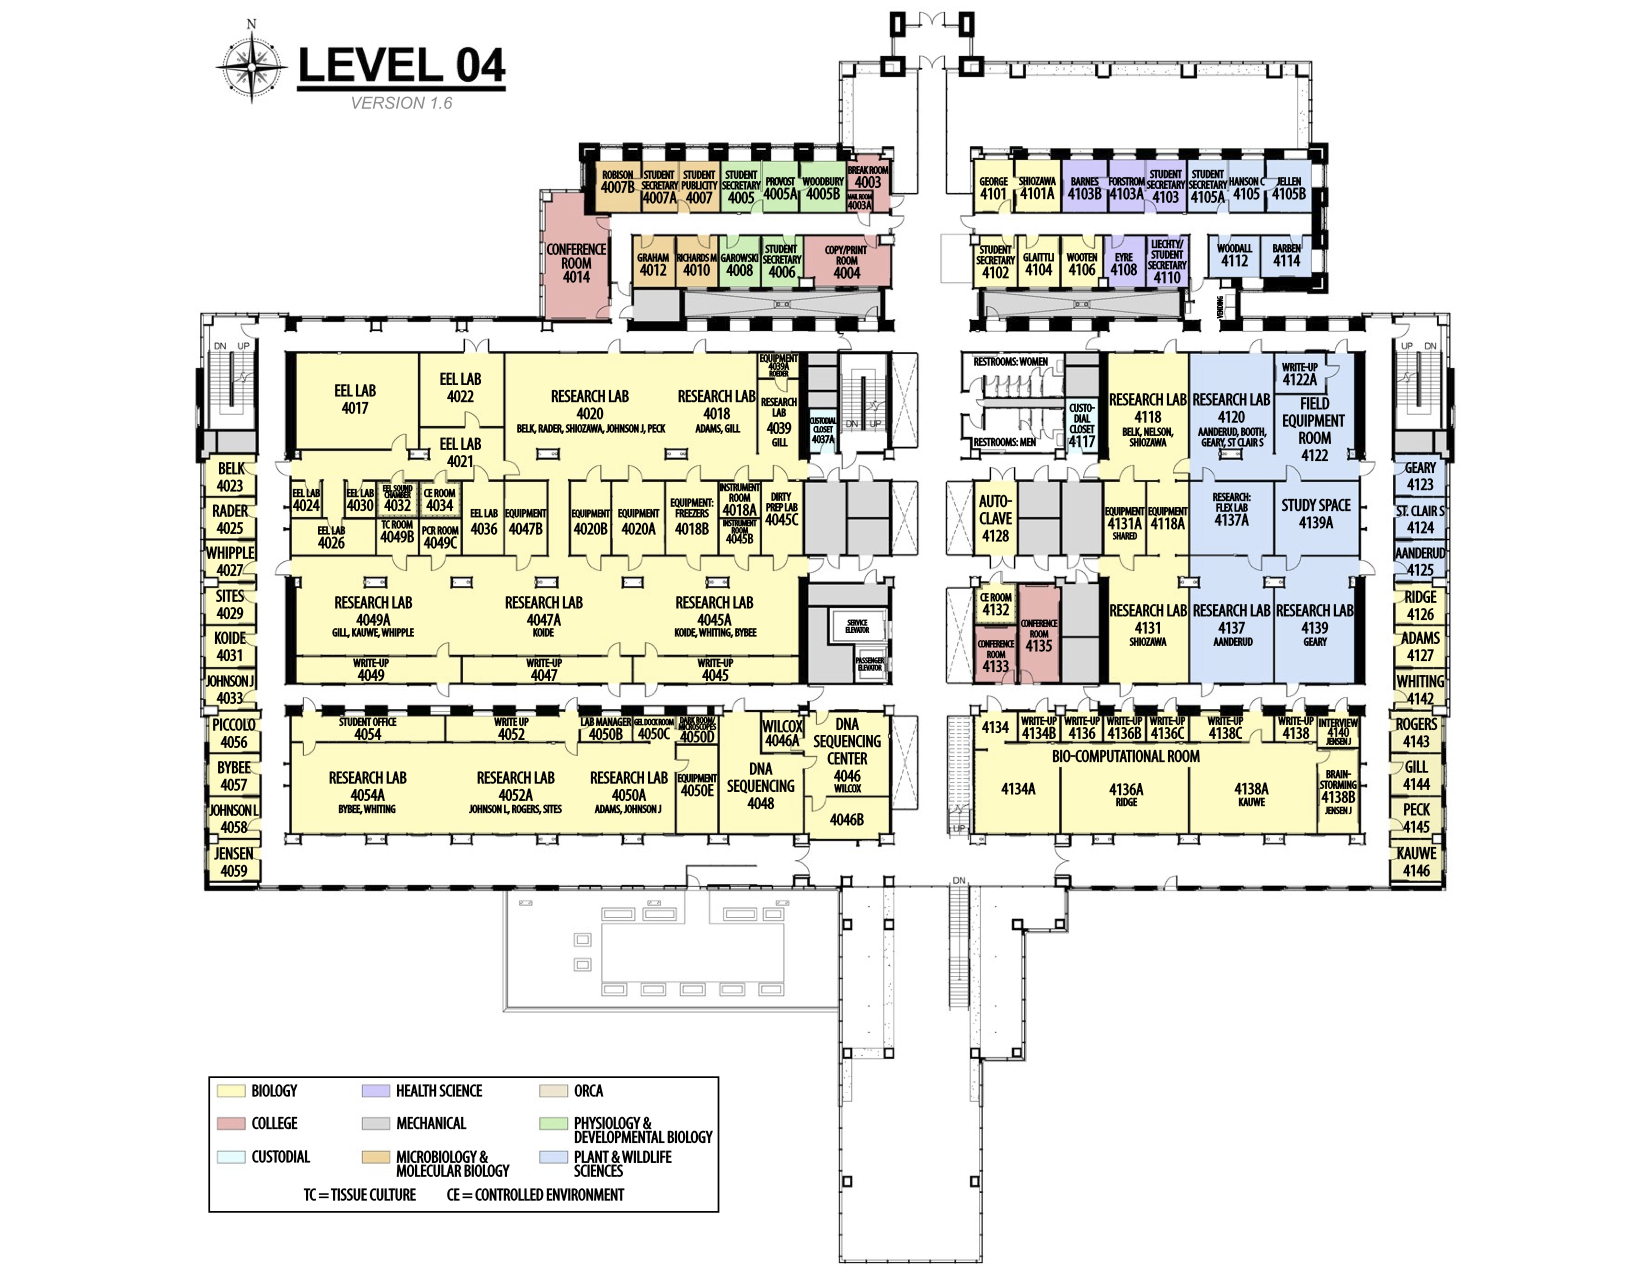 N
LEVEL 04
VERSION 1.6
ROBISON
4007B
STUDENT
SECRETARY
4007A
STUDENT
PUBLICITY
4007
STUDENT
SECRETARY
4005
PROVOST
4005A
WOODBURY
4005B
BREAK ROOM
4003
MAIL ROOM
4003A
GEORGE
4101
SHIOZAWA
4101A
BARNES
4103B
FORSTROM
4103A
STUDENT
SECRETARY
4103
STUDENT
SECRETARY
4105A
HANSON C
4105
JELLEN
4105B
CONFERENCE
ROOM
4014
GRAHAM
4012
RICHARDS M
4010
GAROWSKI
4008
STUDENT
SECRETARY
4006
COPY/PRINT
ROOM
4004
STUDENT
SECRETARY
4102
GLAITTLI
4104
WOOTEN
4106
EYRE
4108
LIECHTY/
STUDENT
SECRETARY
4110
WOODALL
4112
BARBEN
4114
VENDING
DN UP
EEL LAB
4017
EEL LAB
4022
EEL LAB
4021
RESEARCH LAB
4020
BELK, RADER, SHIOZAWA, JOHNSON J, PECK
RESEARCH LAB
4018
ADAMS, GILL
EQUIPMENT
4039A
ROEDER
RESEARCH
LAB
4039
GILL
CUSTODIAL
CLOSET
4037A
DN UP
RESTROOMS: WOMEN
RESTROOMS: MEN
CUSTO-
DIAL
CLOSET
4117
RESEARCH LAB
4118
BELK, NELSON,
SHIOZAWA
RESEARCH LAB
4120
AANDERUD, BOOTH,
GEARY, ST CLAIR S
WRITE-UP
4122A
FIELD
EQUIPMENT
ROOM
4122
UP DN
BELK
4023
RADER
4025
WHIPPLE
4027
SITES
4029
KOIDE
4031
JOHNSON J
4033
PICCOLO
4056
BYBEE
4057
JOHNSON L
4058
JENSEN
4059
EEL LAB
4024
EEL LAB
4030
EEL SOUND
CHAMBER
4032
CE ROOM
4034
EEL LAB
4026
TC ROOM
4049B
PCR ROOM
4049C
EEL LAB
4036
EQUIPMENT
4047B
EQUIPMENT
4020B
EQUIPMENT
4020A
EQUIPMENT:
FREEZERS
4018B
INSTRUMENT
ROOM
4018A
INSTRUMENT
ROOM
4045B
DIRTY
PREP LAB
4045C
AUTO-
CLAVE
4128
EQUIPMENT
4131A
SHARED
EQUIPMENT
4118A
RESEARCH:
FLEX LAB
4137A
STUDY SPACE
4139A
GEARY
4123
ST. CLAIR S
4124
AANDERUD
4125
RIDGE
4126
ADAMS
4127
WHITING
4142
ROGERS
4143
GILL
4144
PECK
4145
KAUWE
4146
RESEARCH LAB
4049A
GILL, KAUWE, WHIPPLE
RESEARCH LAB
4047A
KOIDE
RESEARCH LAB
4045A
KOIDE, WHITING, BYBEE
WRITE-UP
4049
WRITE-UP
4047
WRITE-UP
4045
SERVICE
ELEVATOR
PASSENGER
ELEVATOR
CE ROOM
4132
CONFERENCE
ROOM
4133
CONFERENCE
ROOM
4135
RESEARCH LAB
4131
SHIOZAWA
RESEARCH LAB
4137
AANDERUD
RESEARCH LAB
4139
GEARY
STUDENT OFFICE
4054
WRITE UP
4052
LAB MANAGER
4050B
GEL DOCK ROOM
4050C
DARK ROOM/
MICROSCOPES
4050D
RESEARCH LAB
4054A
BYBEE, WHITING
RESEARCH LAB
4052A
JOHNSON L, ROGERS, SITES
RESEARCH LAB
4050A
ADAMS, JOHNSON J
EQUIPMENT
4050E
WILCOX
4046A
DNA
SEQUENCING
4048
DNA
SEQUENCING
CENTER
4046
WILCOX
4046B
UP
4134
WRITE-UP
4134B
WRITE-UP
4136
WRITE-UP
4136B
WRITE-UP
4136C
WRITE-UP
4138C
WRITE-UP
4138
INTERVIEW
4140
JENSEN J
BIO-COMPUTATIONAL ROOM
4134A
4136A
RIDGE
4138A
KAUWE
BRAIN-
STORMING
4138B
JENSEN J
DN
BIOLOGY
COLLEGE
CUSTODIAL
HEALTH SCIENCE
MECHANICAL
MICROBIOLOGY &
MOLECULAR BIOLOGY
ORCA
PHYSIOLOGY &
DEVELOPMENTAL BIOLOGY
PLANT & WILDLIFE
SCIENCES
TC = TISSUE CULTURE CE = CONTROLLED ENVIRONMENT